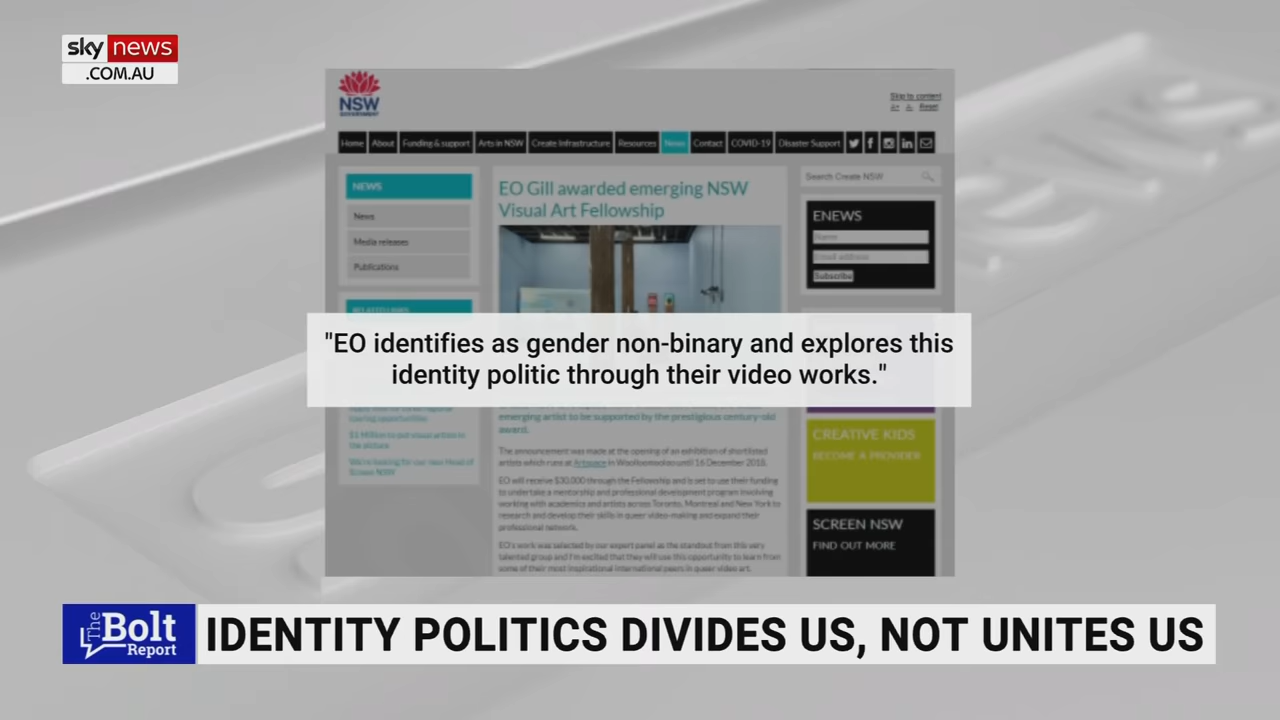 sky news
.COM.AU
NSW
GOVERNMENT
Skip to content
A+ A- Reset
Home About Funding & support Arts in NSW Create Infrastructure Resources News Contact COVID-19 Disaster Support
NEWS
News
Media releases
Publications
RELATED LINKS
EO Gill awarded emerging NSW
Visual Art Fellowship
Search Create NSW
ENEWS
Name
Email address
Subscribe
"EO identifies as gender non-binary and explores this
identity politic through their video works."
touring opportunities
$1 Million to put visual artists in
the picture
We're looking for our new Head of
Screen NSW
emerging artist to be supported by the prestigious century-old
award.
The announcement was made at the opening of an exhibition of shortlisted
artists which runs at Artspace in Woolloomooloo until 16 December 2018.
EO will receive $30,000 through the Fellowship and is set to use their funding
to undertake a mentorship and professional development program involving
working with academics and artists across Toronto, Montreal and New York to
research and develop their skills in queer video-making and expand their
professional network.
EO's work was selected by our expert panel as the standout from this very
talented group and I'm excited that they will use this opportunity to learn from
some of their most inspirational international peers in queer video art.
CREATIVE KIDS
BECOME A PROVIDER
SCREEN NSW
FIND OUT MORE
The Bolt Report
IDENTITY POLITICS DIVIDES US, NOT UNITES US